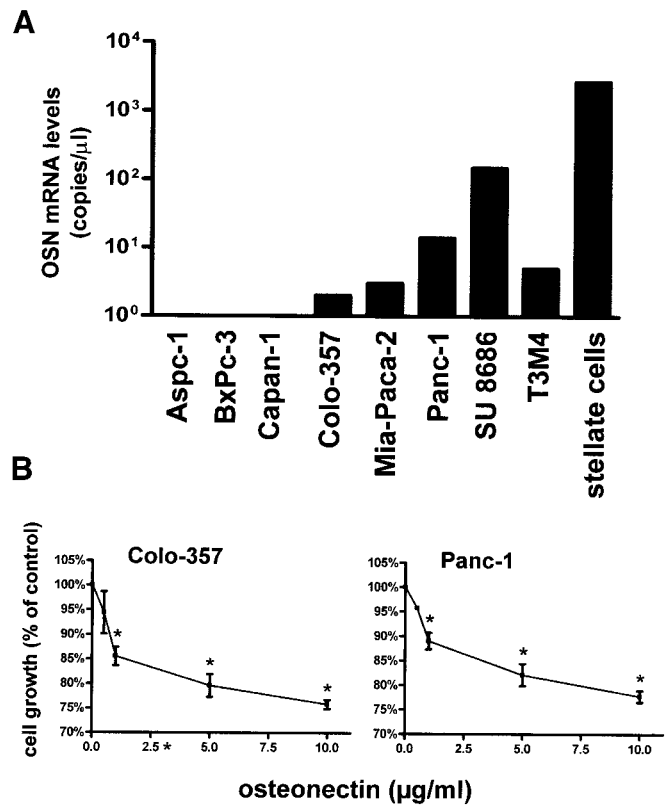 A
OSN mRNA levels
(copies/μl)
10⁴
10³
10²
10¹
10⁰
Aspc-1
BxPc-3
Capan-1
Colo-357
Mia-Paca-2
Panc-1
SU 8686
T3M4
stellate cells
B
cell growth (% of control)
Colo-357
105%
100%
95%
90%
85%
80%
75%
70%
* * *
0.0 2.5 * 5.0 7.5 10.0
Panc-1
105%
100%
95%
90%
85%
80%
75%
70%
* * *
0.0 2.5 5.0 7.5 10.0
osteonectin (μg/ml)